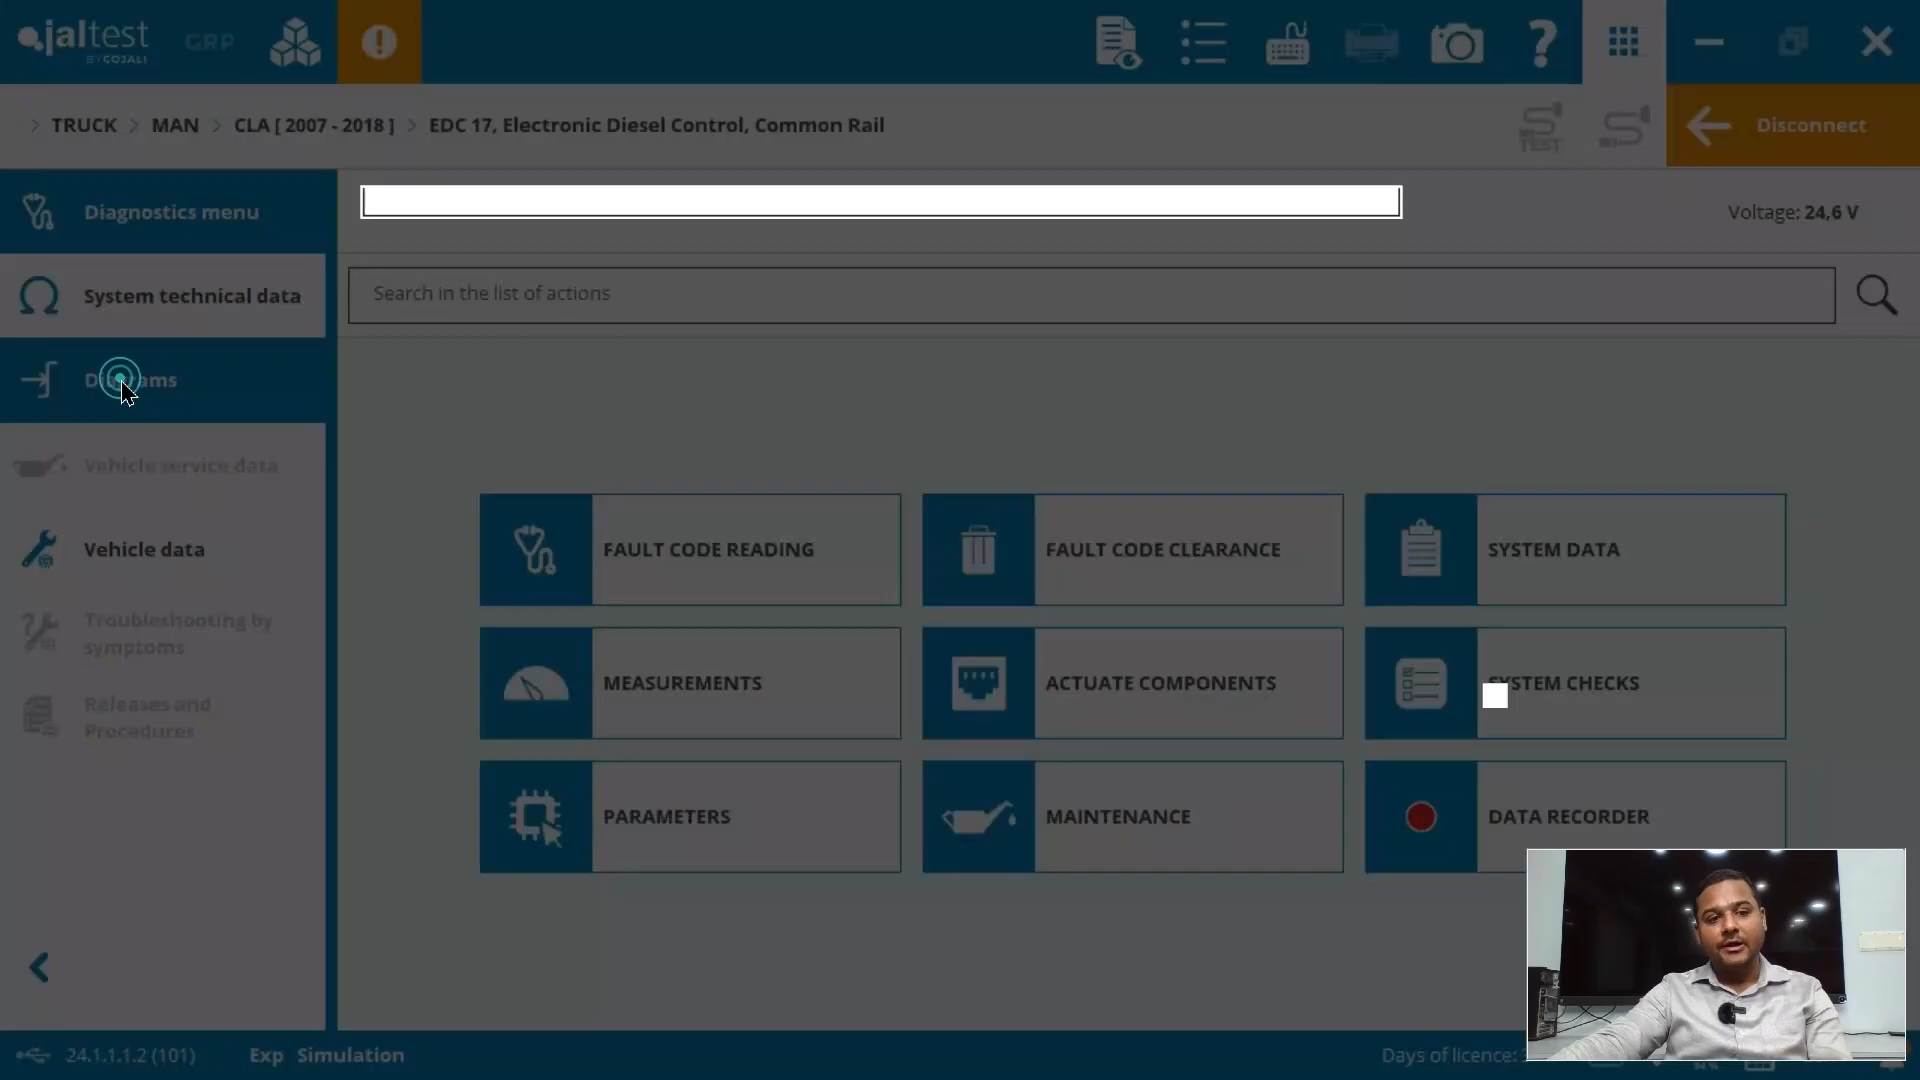 jaltest
BY COJALI
GRP
TRUCK > MAN > CLA [ 2007 - 2018 ] > EDC 17, Electronic Diesel Control, Common Rail
TEST
Disconnect
Diagnostics menu
Voltage: 24,6 V
System technical data
Search in the list of actions
Diagrams
Vehicle service data
Vehicle data
Troubleshooting by
symptoms
Releases and
Procedures
FAULT CODE READING
FAULT CODE CLEARANCE
SYSTEM DATA
MEASUREMENTS
ACTUATE COMPONENTS
SYSTEM CHECKS
PARAMETERS
MAINTENANCE
DATA RECORDER
24.1.1.1.2 (101)
Exp Simulation
Days of licence: